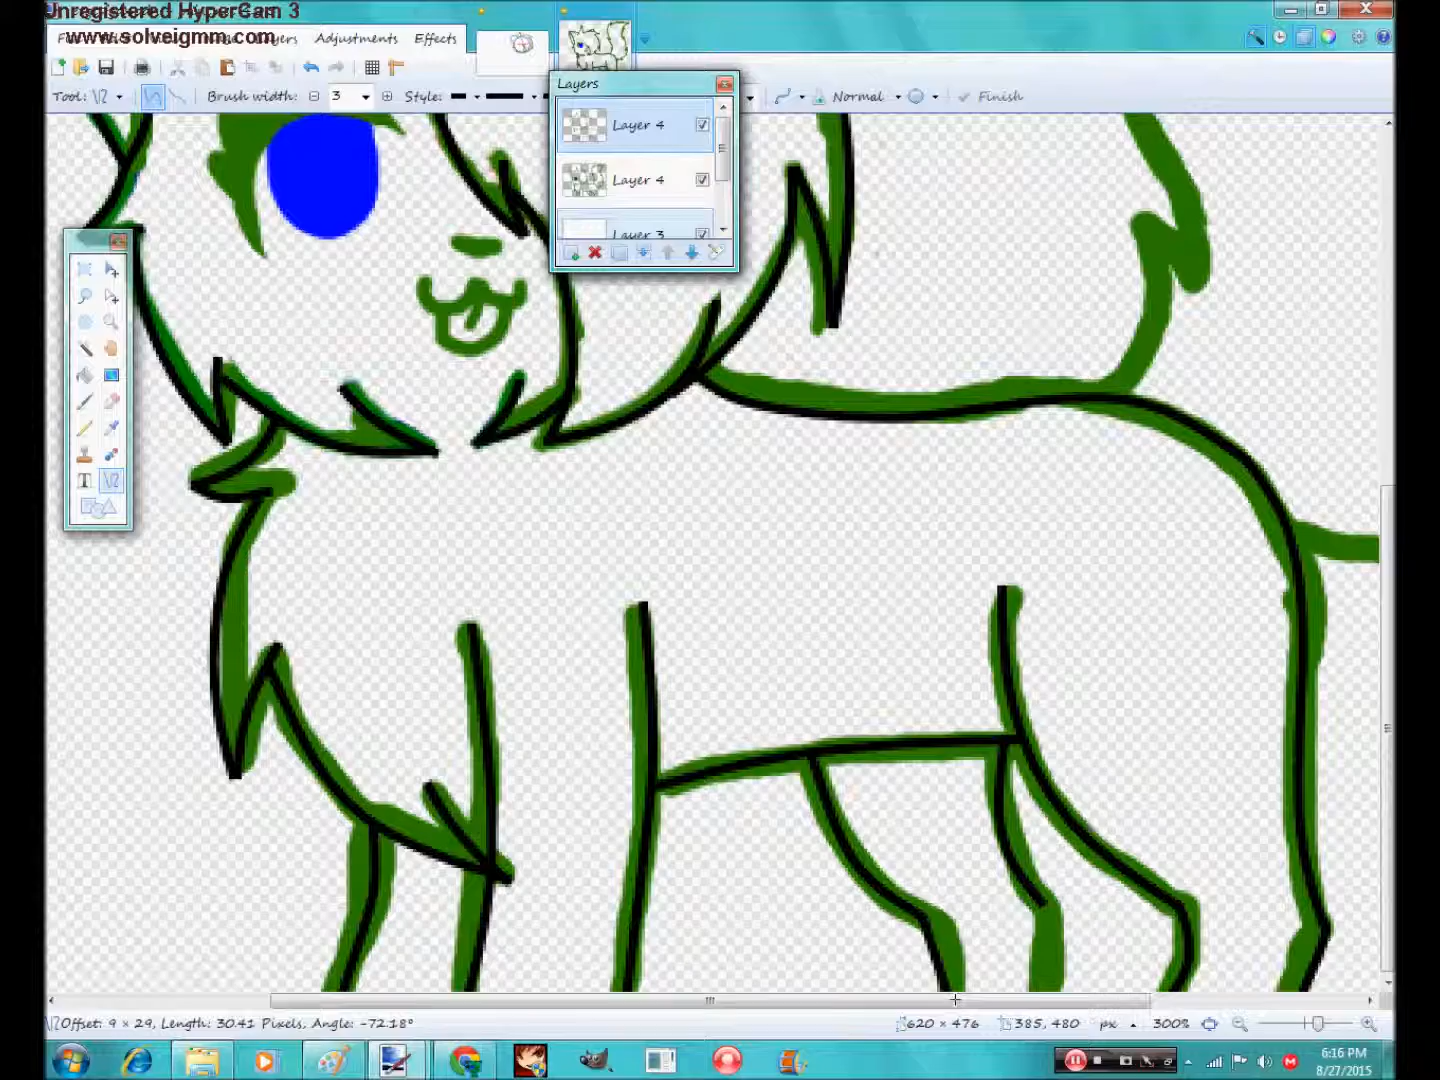 Unregistered HyperCam 3
www.solveigmm.com
Layers Adjustments Effects
Tool: Brush width: 3 Style: Normal Finish
Layers
Layer 4
Layer 4
Layer 3
T
Offset: 9 × 29, Length: 30.41 Pixels, Angle: -72.18° 620 × 476 385, 480 px 300%
6:16 PM
8/27/2015